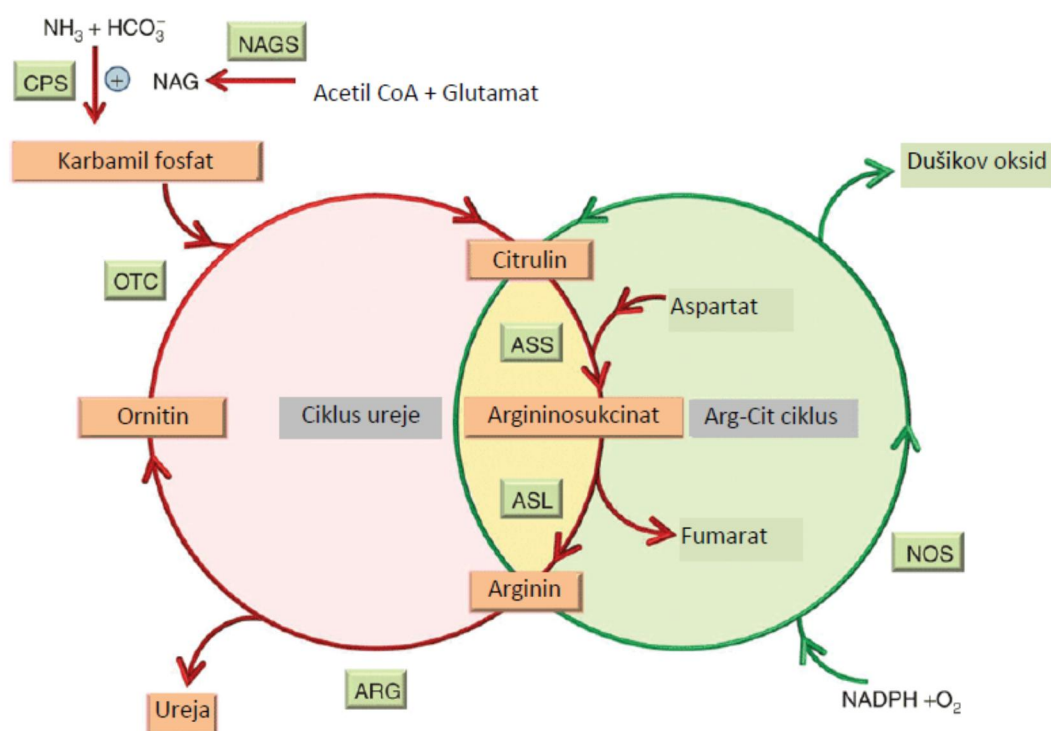 NH₃ + HCO₃⁻
NAGS
CPS
+
NAG
Acetil CoA + Glutamat
Karbamil fosfat
Dušikov oksid
OTC
Citrulin
Aspartat
ASS
Ornitin
Ciklus ureje
Argininosukcinat
Arg-Cit ciklus
ASL
Fumarat
NOS
Arginin
ARG
Ureja
NADPH +O₂